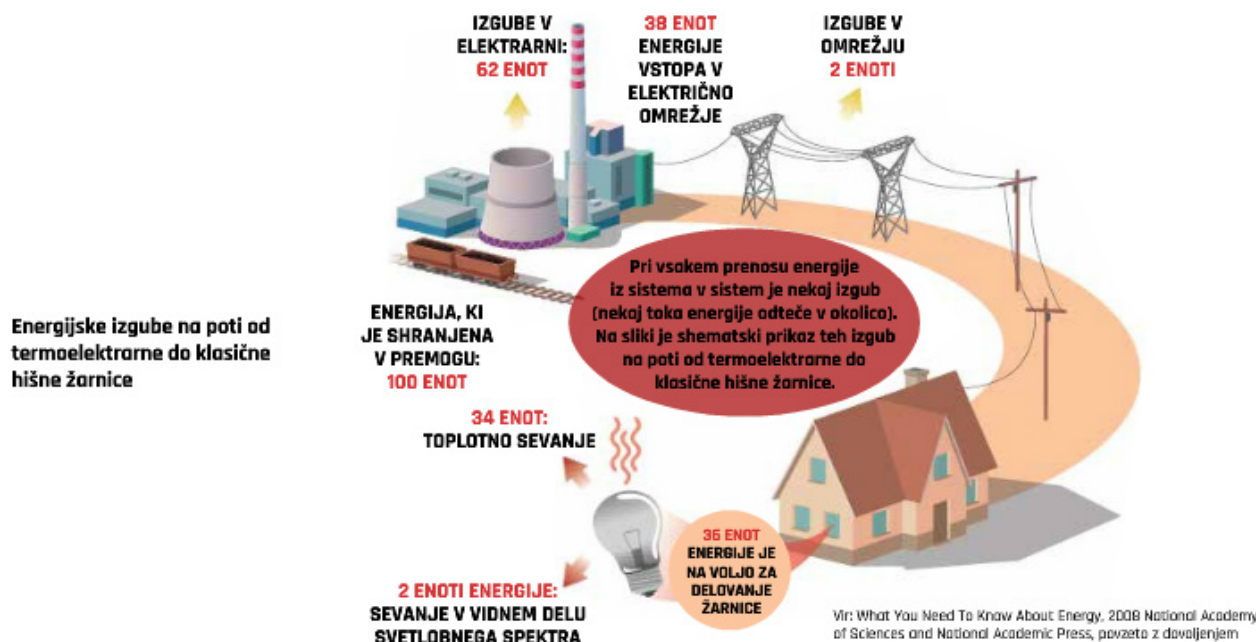 IZGUBE V
ELEKTRARNI:
62 ENOT
38 ENOT
ENERGIJE
VSTOPA V
ELEKTRIČNO
OMREŽJE
IZGUBE V
OMREŽJU
2 ENOTI
Pri vsakem prenosu energije
iz sistema v sistem je nekaj izgub
(nekaj toka energije odteče v okolico).
Na sliki je shematski prikaz teh izgub
na poti od termoelektrarne do
klasične hišne žarnice.
Energijske izgube na poti od
termoelektrarne do klasične
hišne žarnice
ENERGIJA, KI
JE SHRANJENA
V PREMOGU:
100 ENOT
34 ENOT:
TOPLOTNO SEVANJE
36 ENOT
ENERGIJE JE
NA VOLJO ZA
DELOVANJE
ŽARNICE
2 ENOTI ENERGIJE:
SEVANJE V VIDNEM DELU
SVETLOBNEGA SPEKTRA
Vir: What You Need To Know About Energy, 2008 National Academy
of Sciences and National Academic Press, povzeto z dovoljenjem